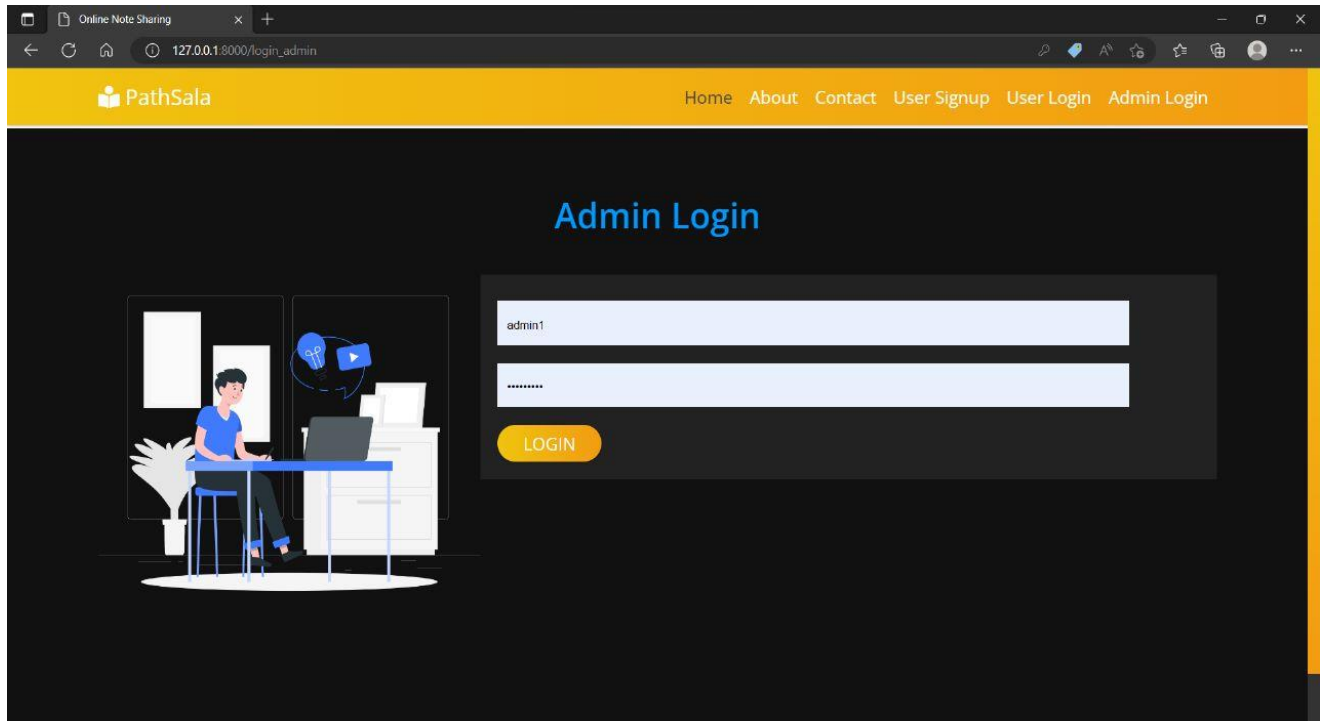 Online Note Sharing
127.0.0.1:8000/login_admin
PathSala
Home About Contact User Signup User Login Admin Login
Admin Login
admin1
•••••••••
LOGIN